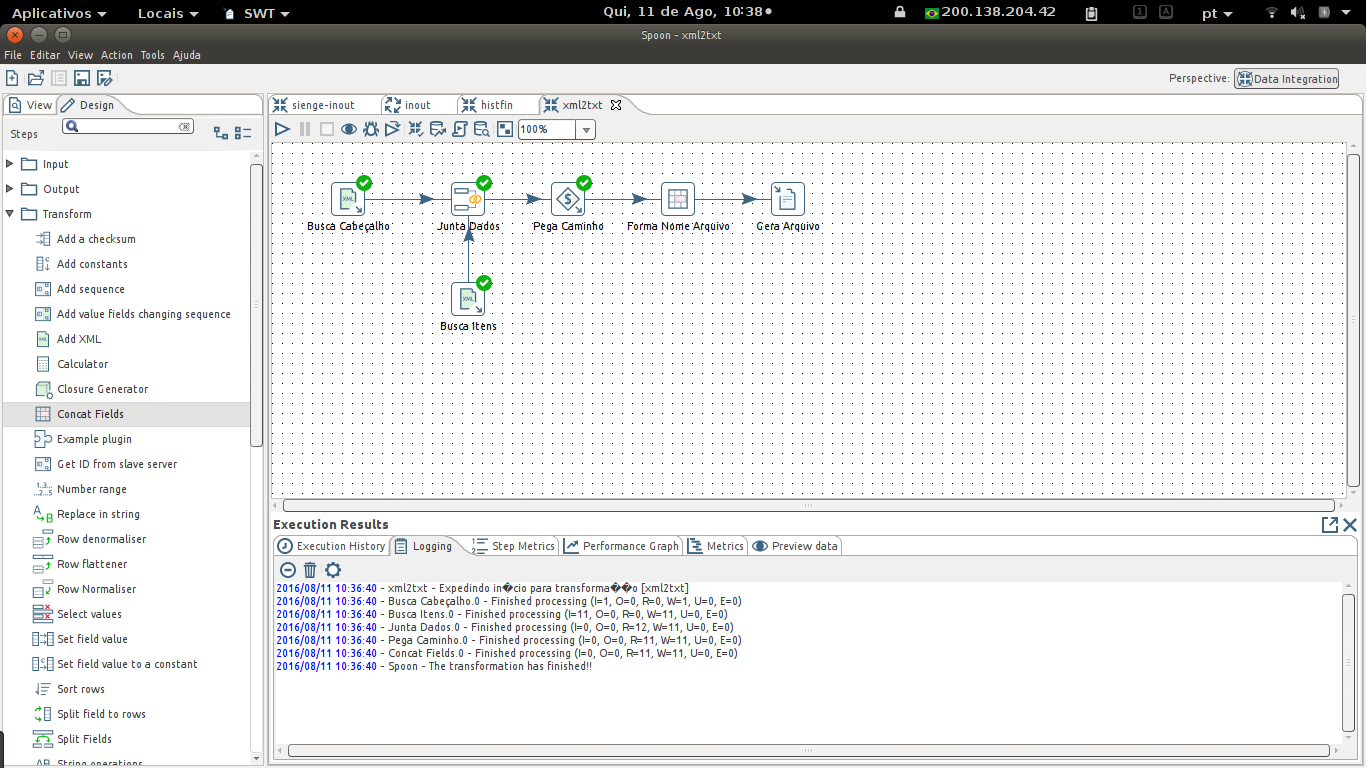 Aplicativos Locais SWT Qui, 11 de Ago, 10:38 200.138.204.42 1 A pt
Spoon - xml2txt
File Editar View Action Tools Ajuda
Perspective: Data Integration
View Design
Steps
Input
Output
Transform
Add a checksum
Add constants
Add sequence
Add value fields changing sequence
Add XML
Calculator
Closure Generator
Concat Fields
Example plugin
Get ID from slave server
Number range
Replace in string
Row denormaliser
Row flattener
Row Normaliser
Select values
Set field value
Set field value to a constant
Sort rows
Split field to rows
Split Fields
String operations
sienge-inout inout histfin xml2txt
100%
Busca Cabeçalho Junta Dados Pega Caminho Forma Nome Arquivo Gera Arquivo
Busca Itens
Execution Results
Execution History Logging Step Metrics Performance Graph Metrics Preview data
2016/08/11 10:36:40 - xml2txt - Expedindo in�cio para transforma��o [xml2txt]
2016/08/11 10:36:40 - Busca Cabeçalho.0 - Finished processing (I=1, O=0, R=0, W=1, U=0, E=0)
2016/08/11 10:36:40 - Busca Itens.0 - Finished processing (I=11, O=0, R=0, W=11, U=0, E=0)
2016/08/11 10:36:40 - Junta Dados.0 - Finished processing (I=0, O=0, R=12, W=11, U=0, E=0)
2016/08/11 10:36:40 - Pega Caminho.0 - Finished processing (I=0, O=0, R=11, W=11, U=0, E=0)
2016/08/11 10:36:40 - Concat Fields.0 - Finished processing (I=0, O=0, R=11, W=11, U=0, E=0)
2016/08/11 10:36:40 - Spoon - The transformation has finished!!